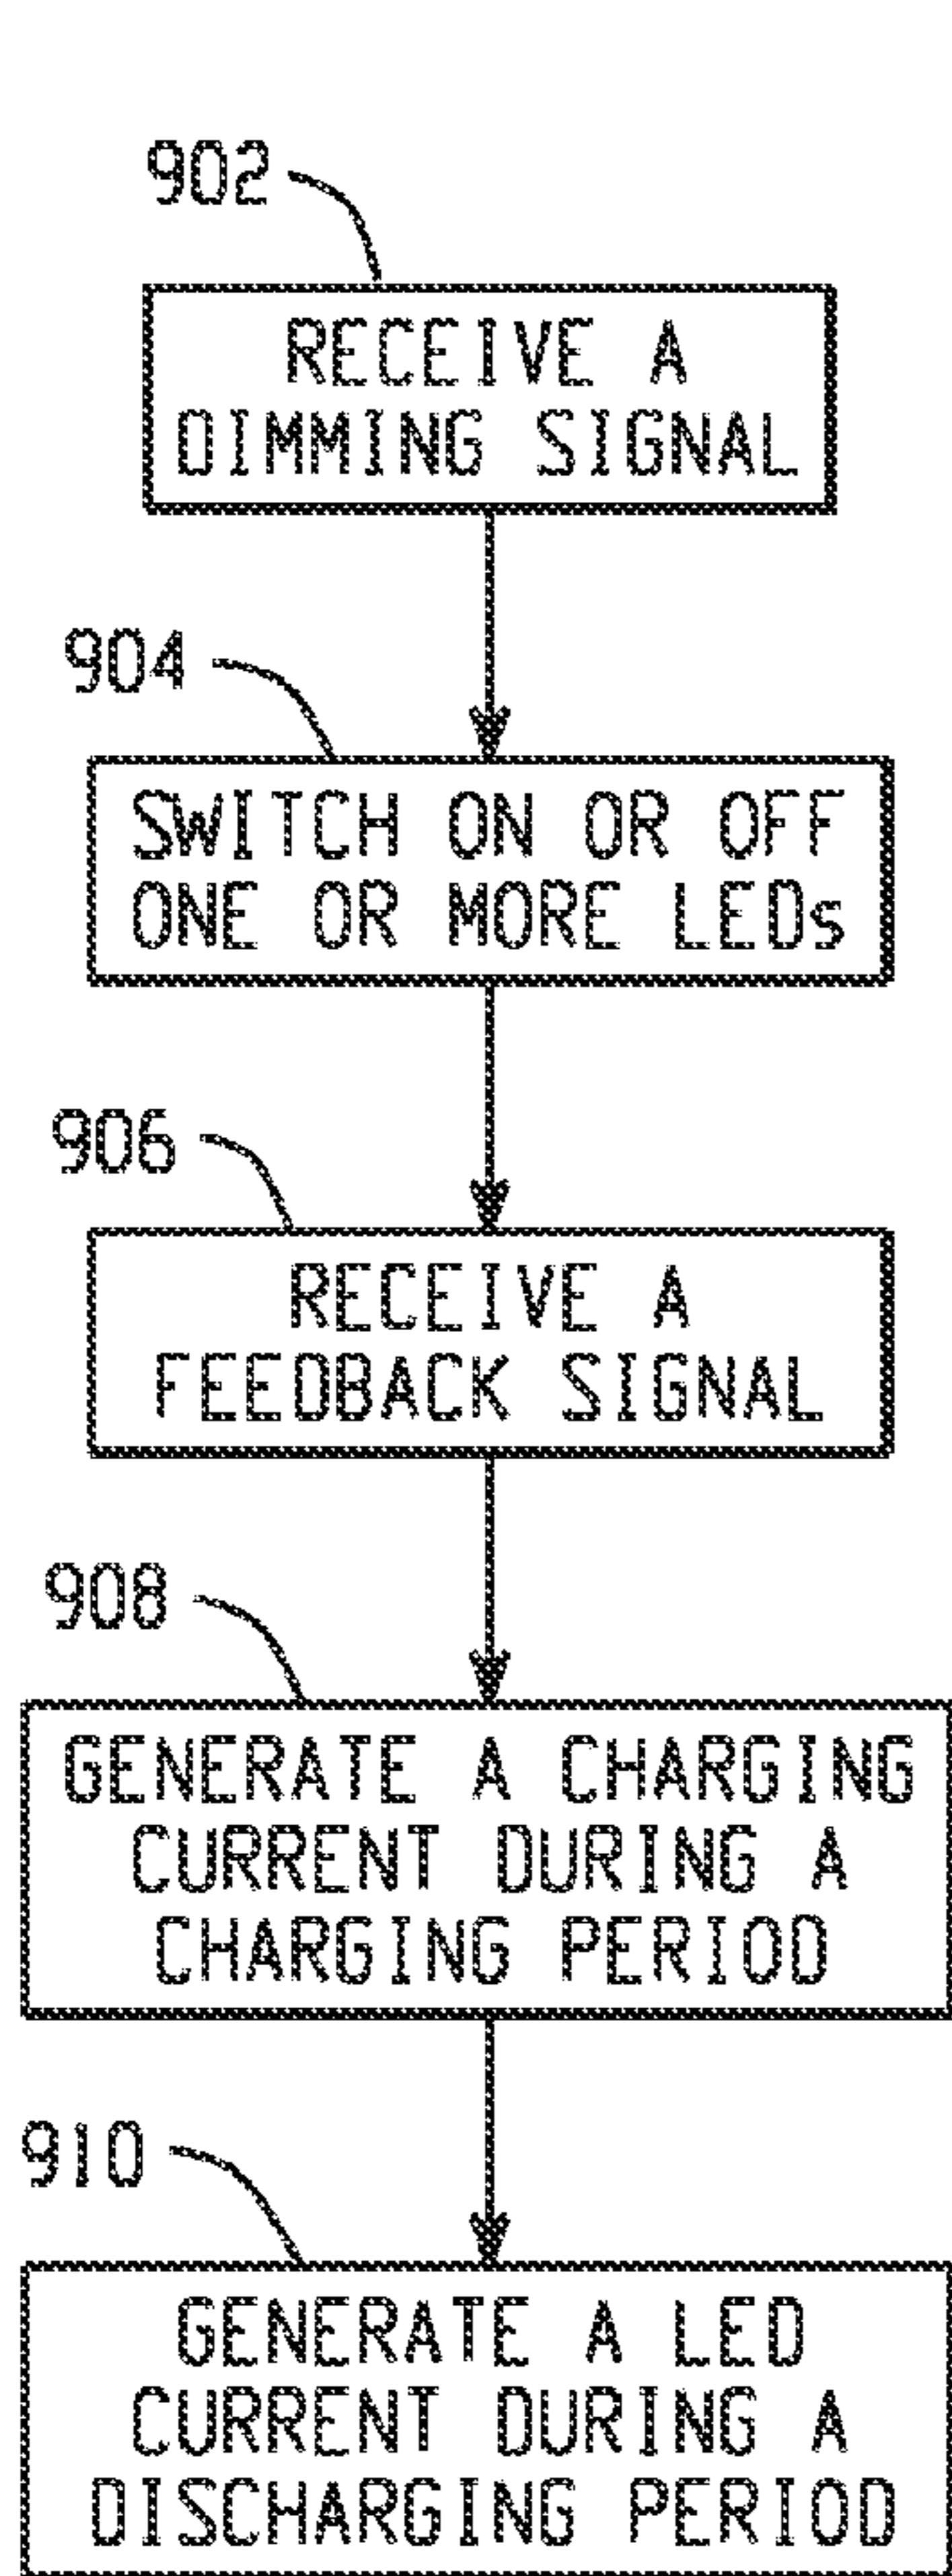 902
RECEIVE A
DIMMING SIGNAL
904
SWITCH ON OR OFF
ONE OR MORE LEDs
906
RECEIVE A
FEEDBACK SIGNAL
908
GENERATE A CHARGING
CURRENT DURING A
CHARGING PERIOD
910
GENERATE A LED
CURRENT DURING A
DISCHARGING PERIOD